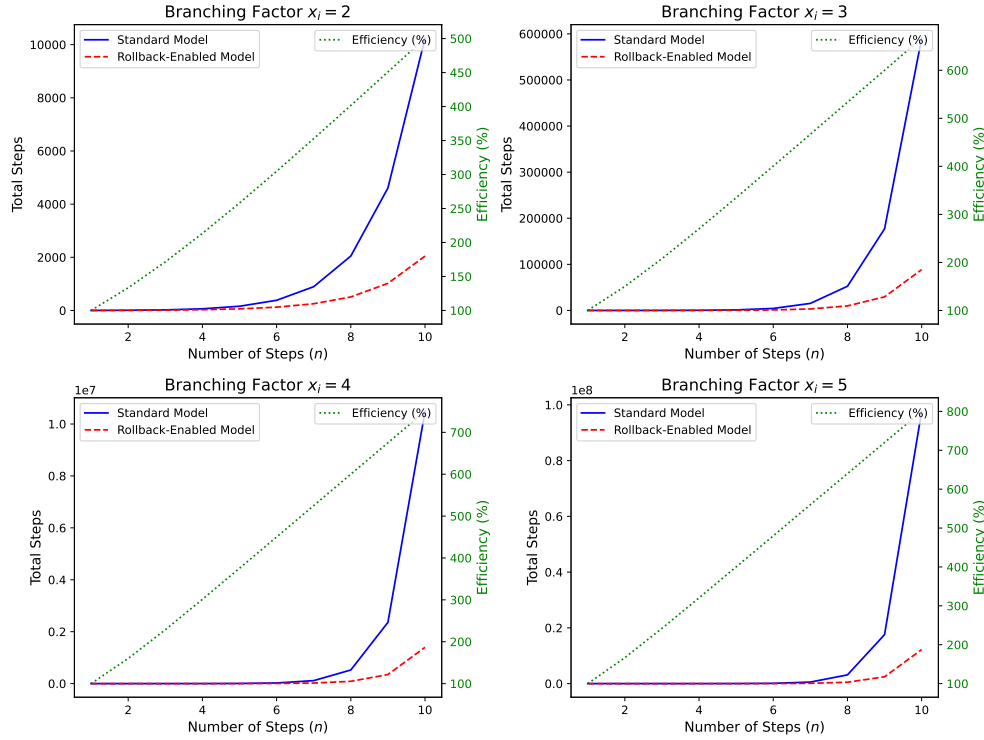 Branching Factor $x_i = 2$
Standard Model
Rollback-Enabled Model
Efficiency (%)
Total Steps
10000
8000
6000
4000
2000
0
500
450
400
350
300
250
200
150
100
Efficiency (%)
2 4 6 8 10
Number of Steps ($n$)
Branching Factor $x_i = 3$
Standard Model
Rollback-Enabled Model
Efficiency (%)
Total Steps
600000
500000
400000
300000
200000
100000
0
600
500
400
300
200
100
Efficiency (%)
2 4 6 8 10
Number of Steps ($n$)
Branching Factor $x_i = 4$
1e7
Standard Model
Rollback-Enabled Model
Efficiency (%)
Total Steps
1.0
0.8
0.6
0.4
0.2
0.0
700
600
500
400
300
200
100
Efficiency (%)
2 4 6 8 10
Number of Steps ($n$)
Branching Factor $x_i = 5$
1e8
Standard Model
Rollback-Enabled Model
Efficiency (%)
Total Steps
1.0
0.8
0.6
0.4
0.2
0.0
800
700
600
500
400
300
200
100
Efficiency (%)
2 4 6 8 10
Number of Steps ($n$)